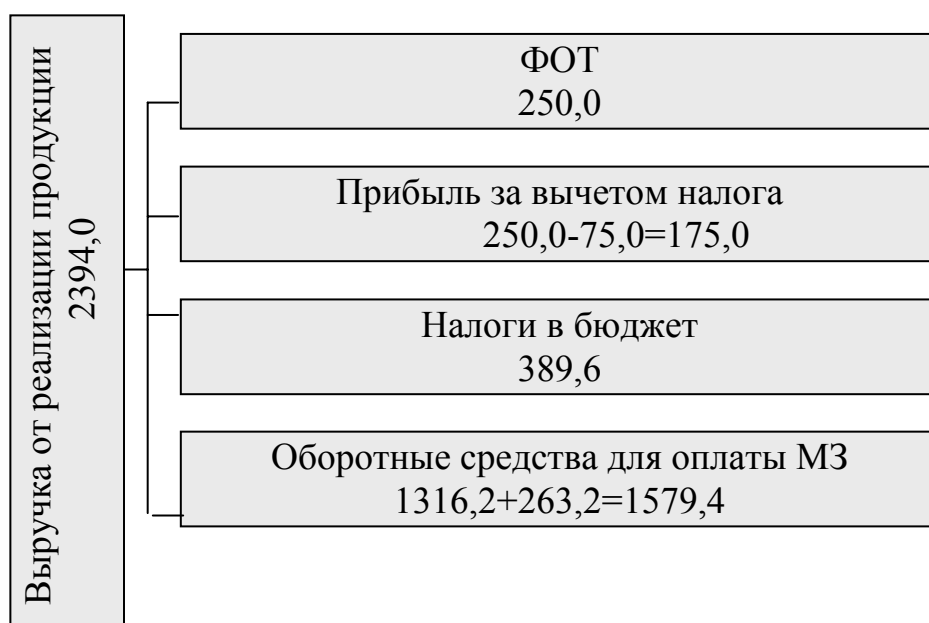 Выручка от реализации продукции
2394,0
ФОТ
250,0
Прибыль за вычетом налога
250,0-75,0=175,0
Налоги в бюджет
389,6
Оборотные средства для оплаты МЗ
1316,2+263,2=1579,4